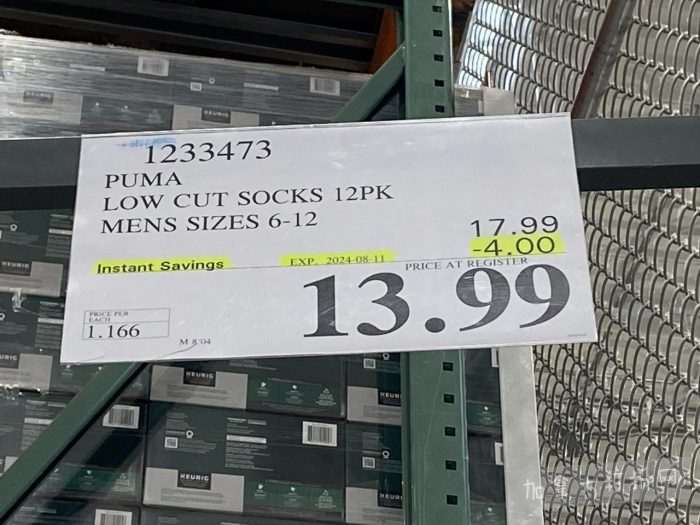 1233473
PUMA
LOW CUT SOCKS 12PK
MENS SIZES 6-12
17.99
-4.00
Instant Savings
EXP. 2024-08-11
PRICE AT REGISTER
13.99
PRICE PER
EACH
1.166
M 8'04
KEURIG
KEURIG
KEURIG
KEURIG
KEURIG